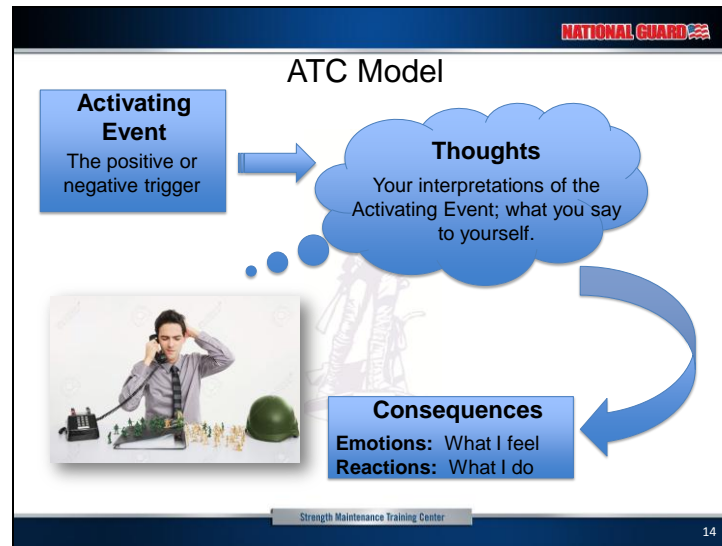 NATIONAL GUARD
ATC Model
Activating
Event
The positive or
negative trigger
Thoughts
Your interpretations of the
Activating Event; what you say
to yourself.
Consequences
Emotions: What I feel
Reactions: What I do
Strength Maintenance Training Center
14